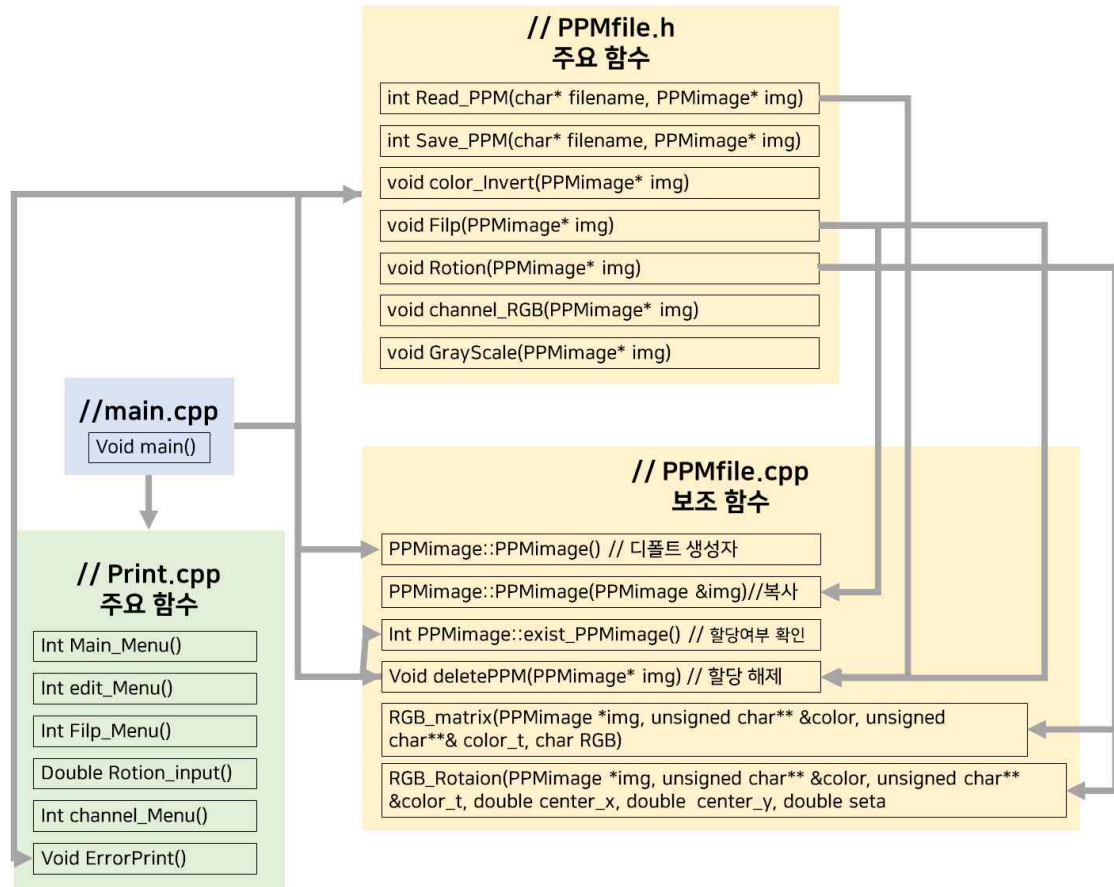 // PPMfile.h
주요 함수
int Read_PPM(char* filename, PPMimage* img)
int Save_PPM(char* filename, PPMimage* img)
void color_Invert(PPMimage* img)
void Filp(PPMimage* img)
void Rotion(PPMimage* img)
void channel_RGB(PPMimage* img)
void GrayScale(PPMimage* img)
//main.cpp
Void main()
// Print.cpp
주요 함수
Int Main_Menu()
Int edit_Menu()
Int Filp_Menu()
Double Rotion_input()
Int channel_Menu()
Void ErrorPrint()
// PPMfile.cpp
보조 함수
PPMimage::PPMimage() // 디폴트 생성자
PPMimage::PPMimage(PPMimage &img)//복사
Int PPMimage::exist_PPMimage() // 할당여부 확인
Void deletePPM(PPMimage* img) // 할당 해제
RGB_matrix(PPMimage *img, unsigned char** &color, unsigned
char**& color_t, char RGB)
RGB_Rotaion(PPMimage *img, unsigned char** &color, unsigned char**
&color_t, double center_x, double  center_y, double seta